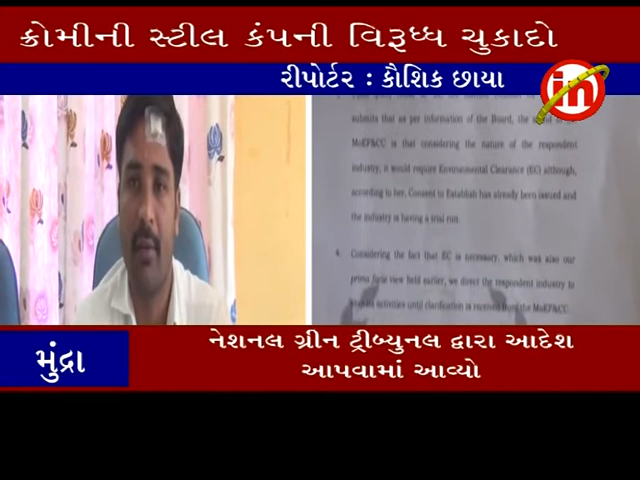 ક્રોમીની સ્ટીલ કંપની વિરૂધ્ધ ચુકાદો
રીપોર્ટર : કૌશિક છાયા
in
submits that as per information of the Board, the
MoEF&CC is that considering the nature of the respondent
industry, it would require Environmental Clearance (EC) although,
according to her, Consent to Establish has already been issued and
the industry is having a trial run.
4. Considering the fact that EC is necessary, which was also our
prima facie view held earlier, we direct the respondent industry to
activities until clarification is received from the MoEF&CC.
મુંદ્રા
નેશનલ ગ્રીન ટ્રીબ્યુનલ દ્વારા આદેશ
આપવામાં આવ્યો